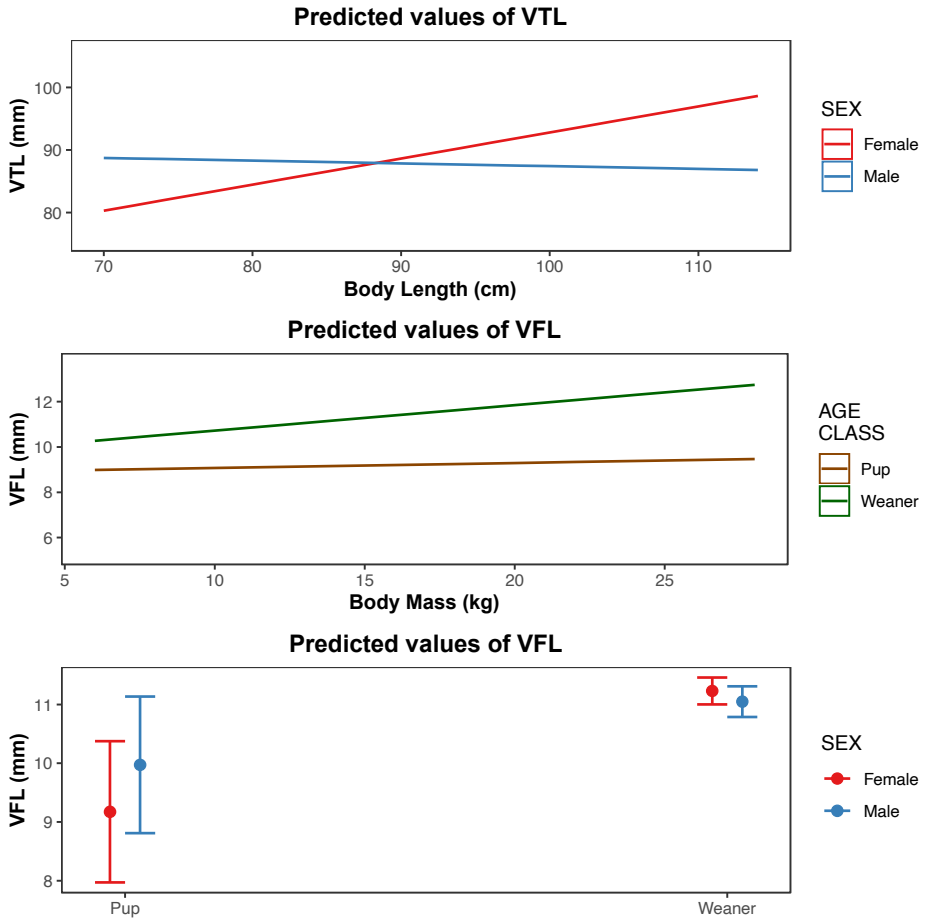 Predicted values of VTL
VTL (mm)
100
90
80
70
80
90
100
110
Body Length (cm)
SEX
Female
Male
Predicted values of VFL
VFL (mm)
12
10
8
6
5
10
15
20
25
Body Mass (kg)
AGE
CLASS
Pup
Weaner
Predicted values of VFL
VFL (mm)
11
10
9
8
Pup
Weaner
SEX
Female
Male